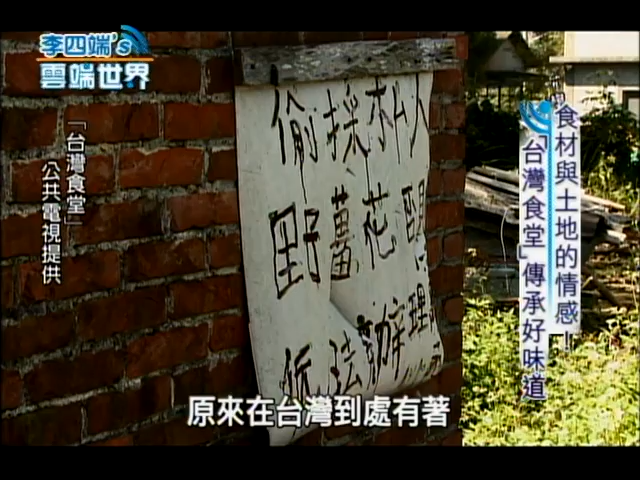 李四端's
雲端世界
「台灣食堂」
公共電視提供
食材與土地的情感！
「台灣食堂」傳承好味道
偷採
野薑花
依法辦理
原來在台灣到處有著